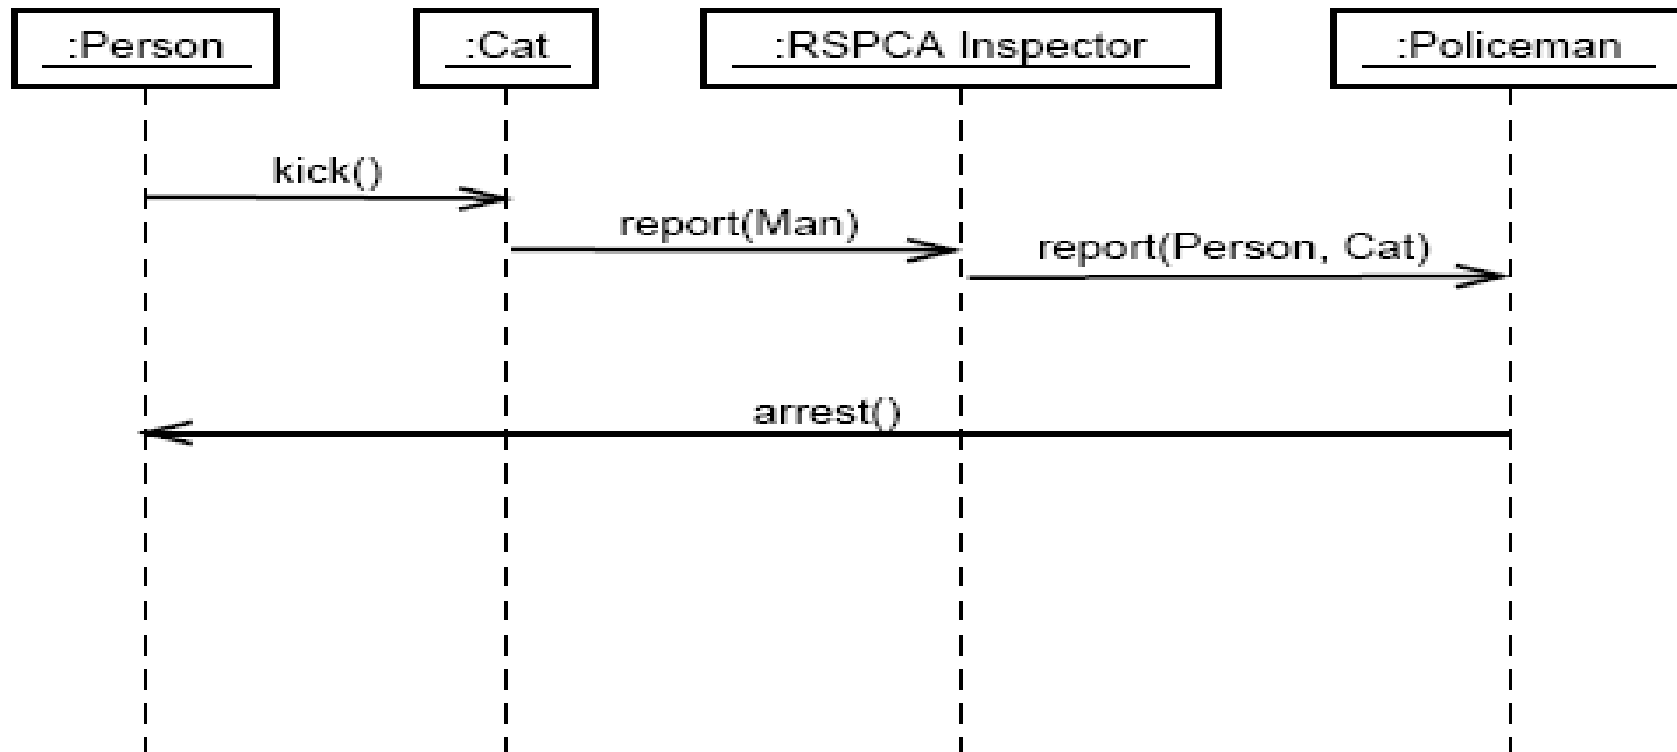 :Person
:Cat
:RSPCA Inspector
:Policeman
kick()
report(Man)
report(Person, Cat)
arrest()